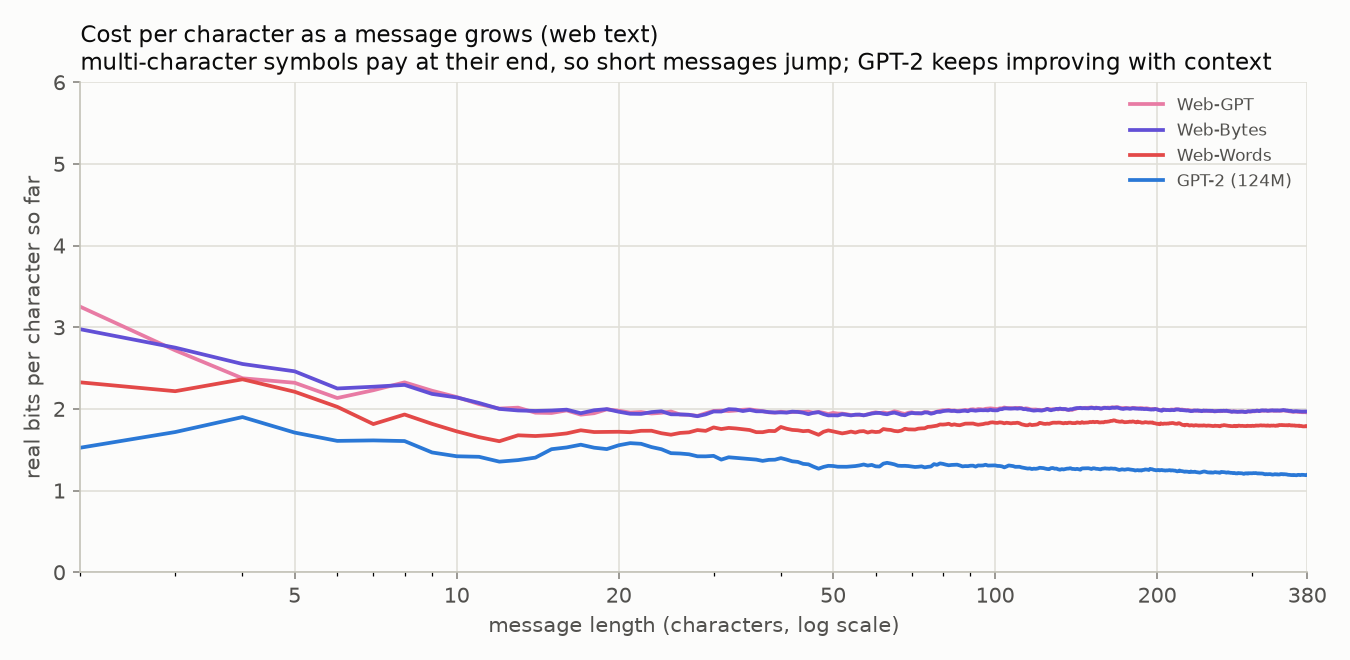 Cost per character as a message grows (web text)
multi-character symbols pay at their end, so short messages jump; GPT-2 keeps improving with context
6
5
4
3
2
1
0
real bits per character so far
Web-GPT
Web-Bytes
Web-Words
GPT-2 (124M)
5 10 20 50 100 200 380
message length (characters, log scale)